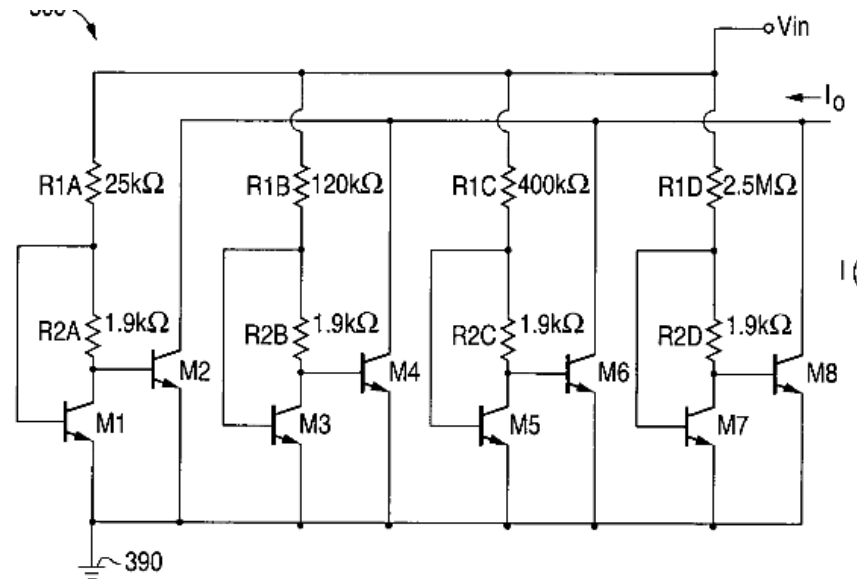 Vin
I₀
R1A 25kΩ R1B 120kΩ R1C 400kΩ R1D 2.5MΩ
I
R2A 1.9kΩ R2B 1.9kΩ R2C 1.9kΩ R2D 1.9kΩ
M2 M4 M6 M8
M1 M3 M5 M7
390